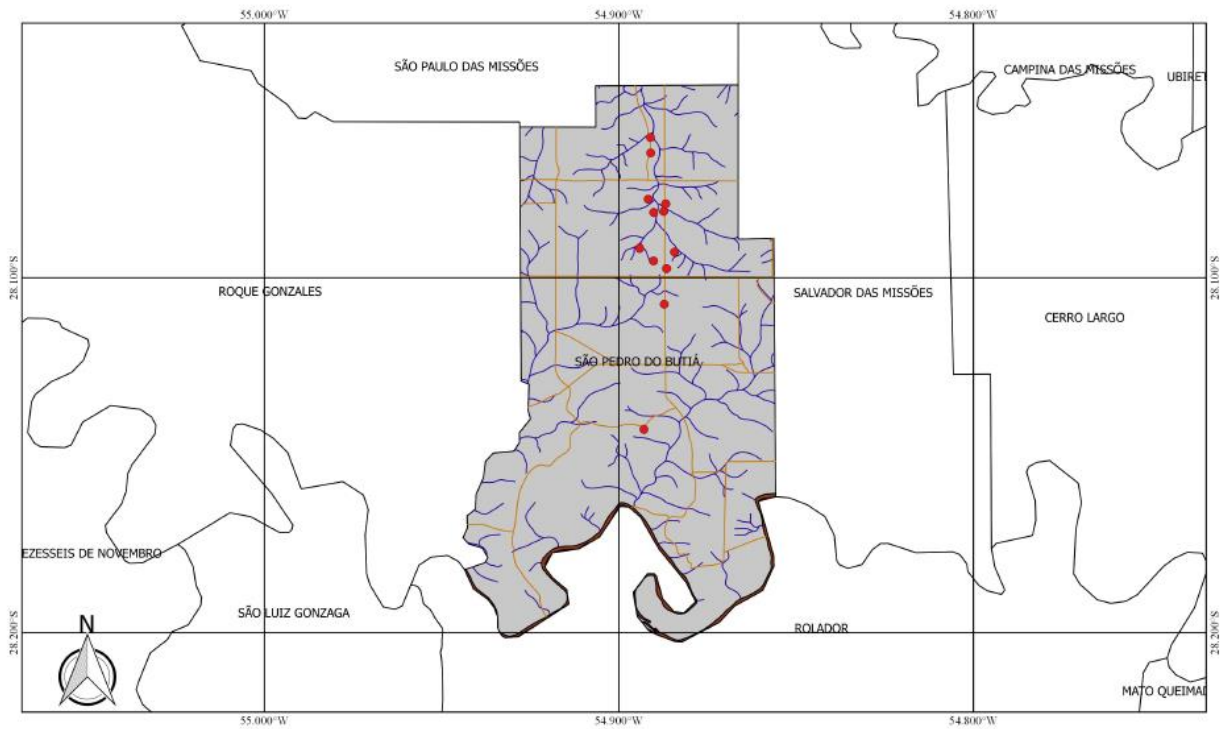 55.000°W 54.900°W 54.800°W
SÃO PAULO DAS MISSÕES
CAMPINA DAS MISSÕES
UBIRET
28.100°S
28.100°S
ROQUE GONZALES
SALVADOR DAS MISSÕES
CERRO LARGO
SÃO PEDRO DO BUTIÁ
EZESSEIS DE NOVEMBRO
SÃO LUIZ GONZAGA
ROLADOR
N
28.200°S
28.200°S
MATO QUEIMAD
55.000°W 54.900°W 54.800°W